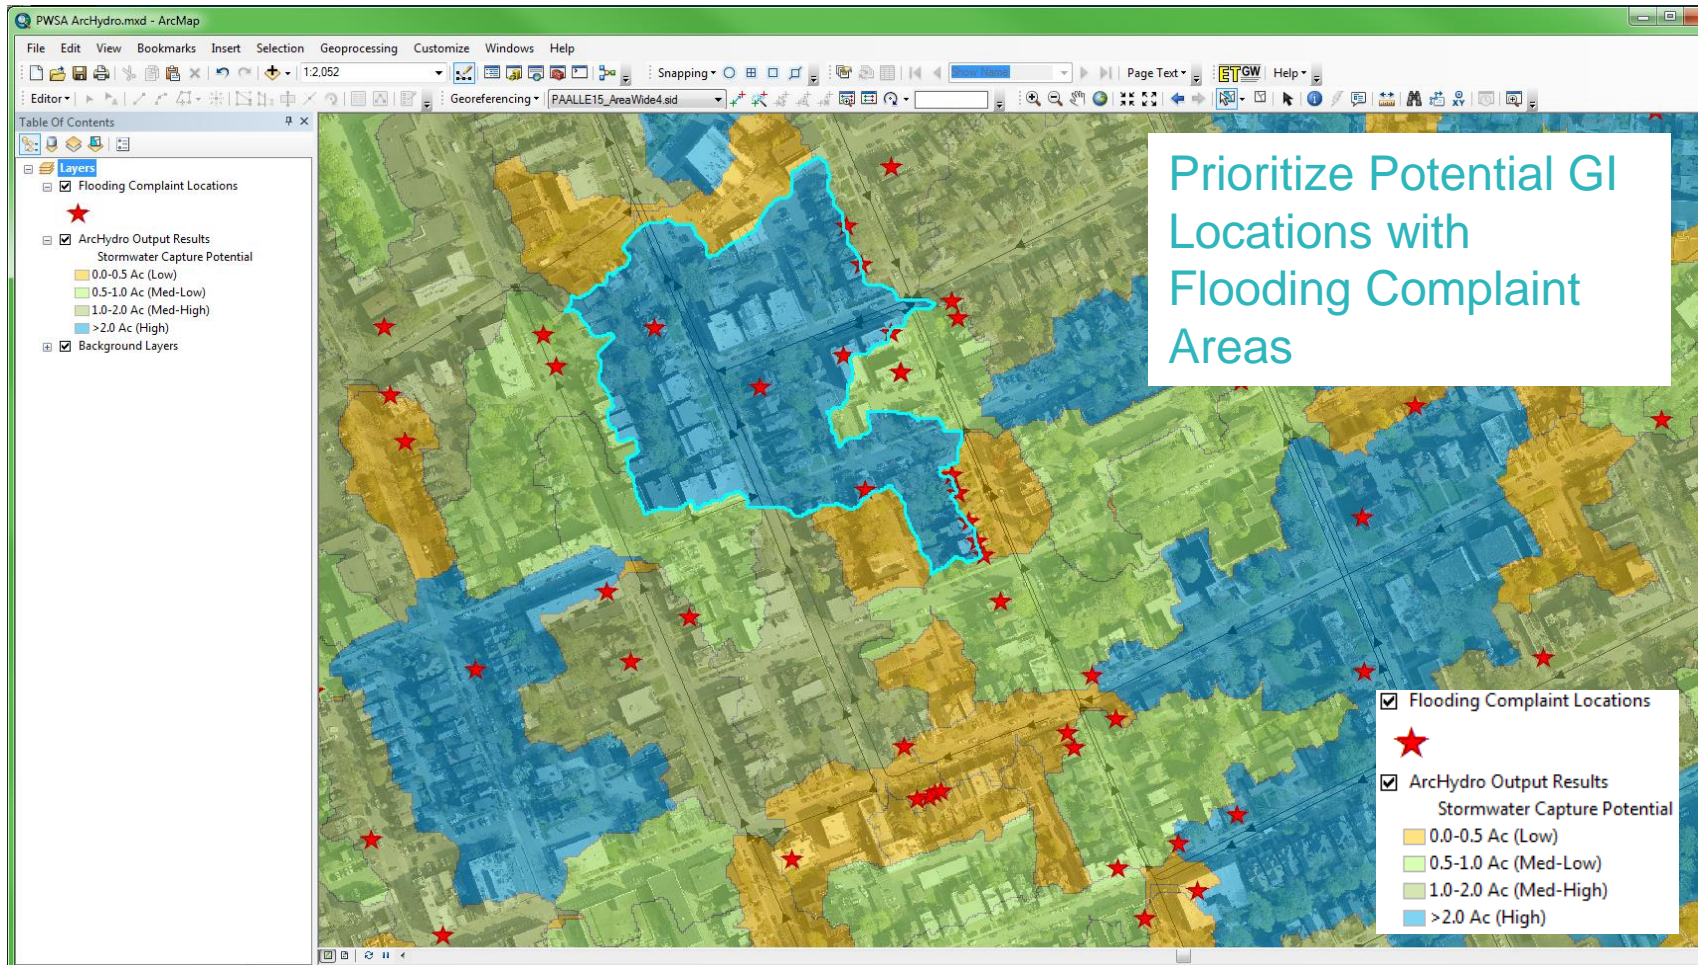 PWSA ArcHydro.mxd - ArcMap
File Edit View Bookmarks Insert Selection Geoprocessing Customize Windows Help
1:2,052 Snapping Show Name Page Text ET GW Help
Editor Georeferencing PAALLE15_AreaWide4.sid
Table Of Contents
Layers
Flooding Complaint Locations
ArcHydro Output Results
Stormwater Capture Potential
0.0-0.5 Ac (Low)
0.5-1.0 Ac (Med-Low)
1.0-2.0 Ac (Med-High)
>2.0 Ac (High)
Background Layers
Prioritize Potential GI
Locations with
Flooding Complaint
Areas
Flooding Complaint Locations
ArcHydro Output Results
Stormwater Capture Potential
0.0-0.5 Ac (Low)
0.5-1.0 Ac (Med-Low)
1.0-2.0 Ac (Med-High)
>2.0 Ac (High)